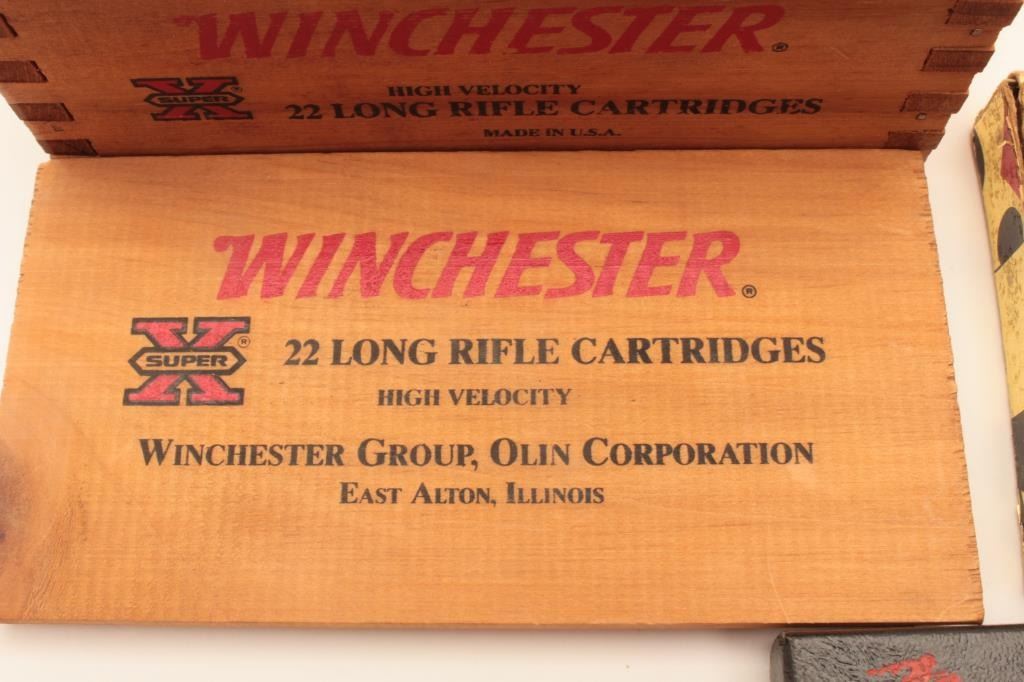 WINCHESTER®
SUPER X®
HIGH VELOCITY
22 LONG RIFLE CARTRIDGES
MADE IN U.S.A.
WINCHESTER®
SUPER X®
22 LONG RIFLE CARTRIDGES
HIGH VELOCITY
WINCHESTER GROUP, OLIN CORPORATION
EAST ALTON, ILLINOIS